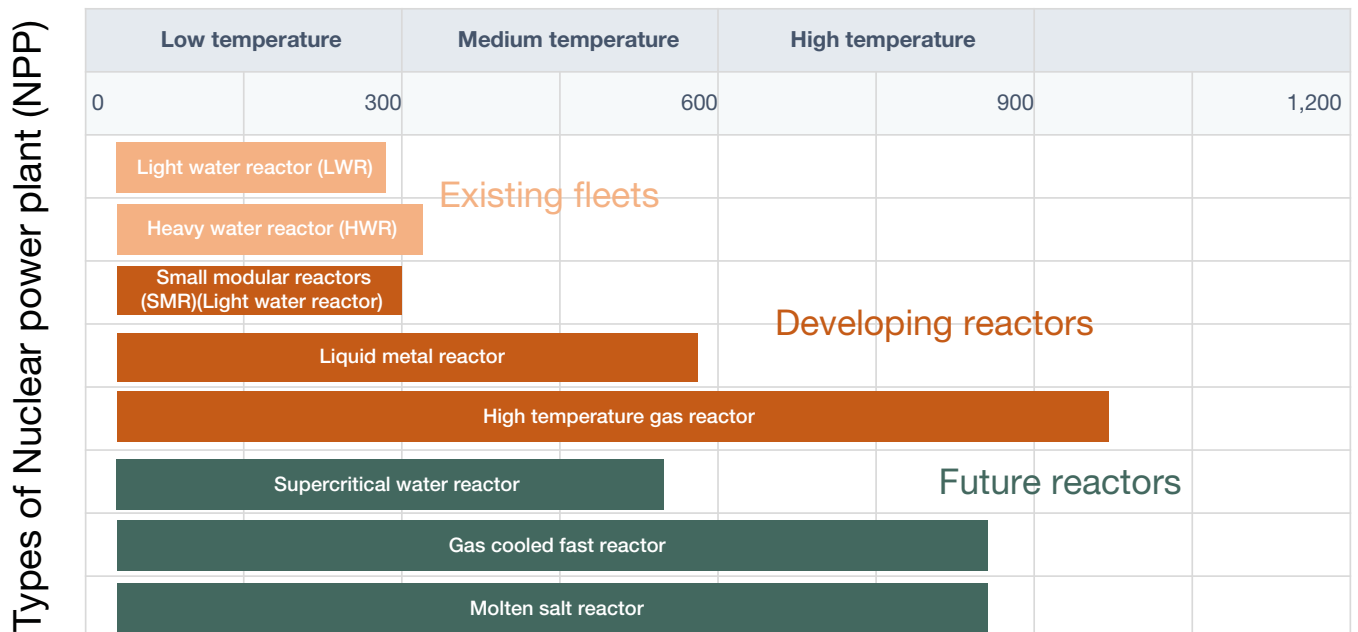 Types of Nuclear power plant (NPP)
Low temperature
Medium temperature
High temperature
0
300
600
900
1,200
Light water reactor (LWR)
Existing fleets
Heavy water reactor (HWR)
Small modular reactors
(SMR)(Light water reactor)
Developing reactors
Liquid metal reactor
High temperature gas reactor
Supercritical water reactor
Future reactors
Gas cooled fast reactor
Molten salt reactor